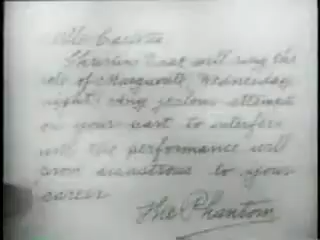 Mlle Carlotta
Christine Daae will sing the
role of Marguerite Wednesday
night. Any jealous attempt
on your part to interfere
with the performance will
prove disastrous to your
career
The Phantom